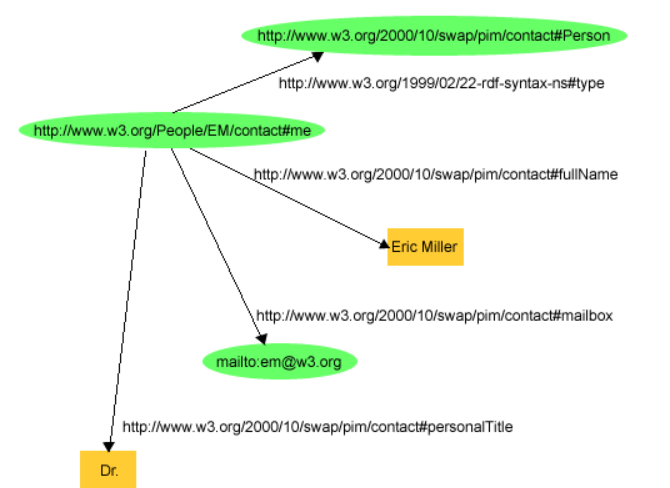 http://www.w3.org/2000/10/swap/pim/contact#Person
http://www.w3.org/1999/02/22-rdf-syntax-ns#type
http://www.w3.org/People/EM/contact#me
http://www.w3.org/2000/10/swap/pim/contact#fullName
Eric Miller
http://www.w3.org/2000/10/swap/pim/contact#mailbox
mailto:em@w3.org
http://www.w3.org/2000/10/swap/pim/contact#personalTitle
Dr.